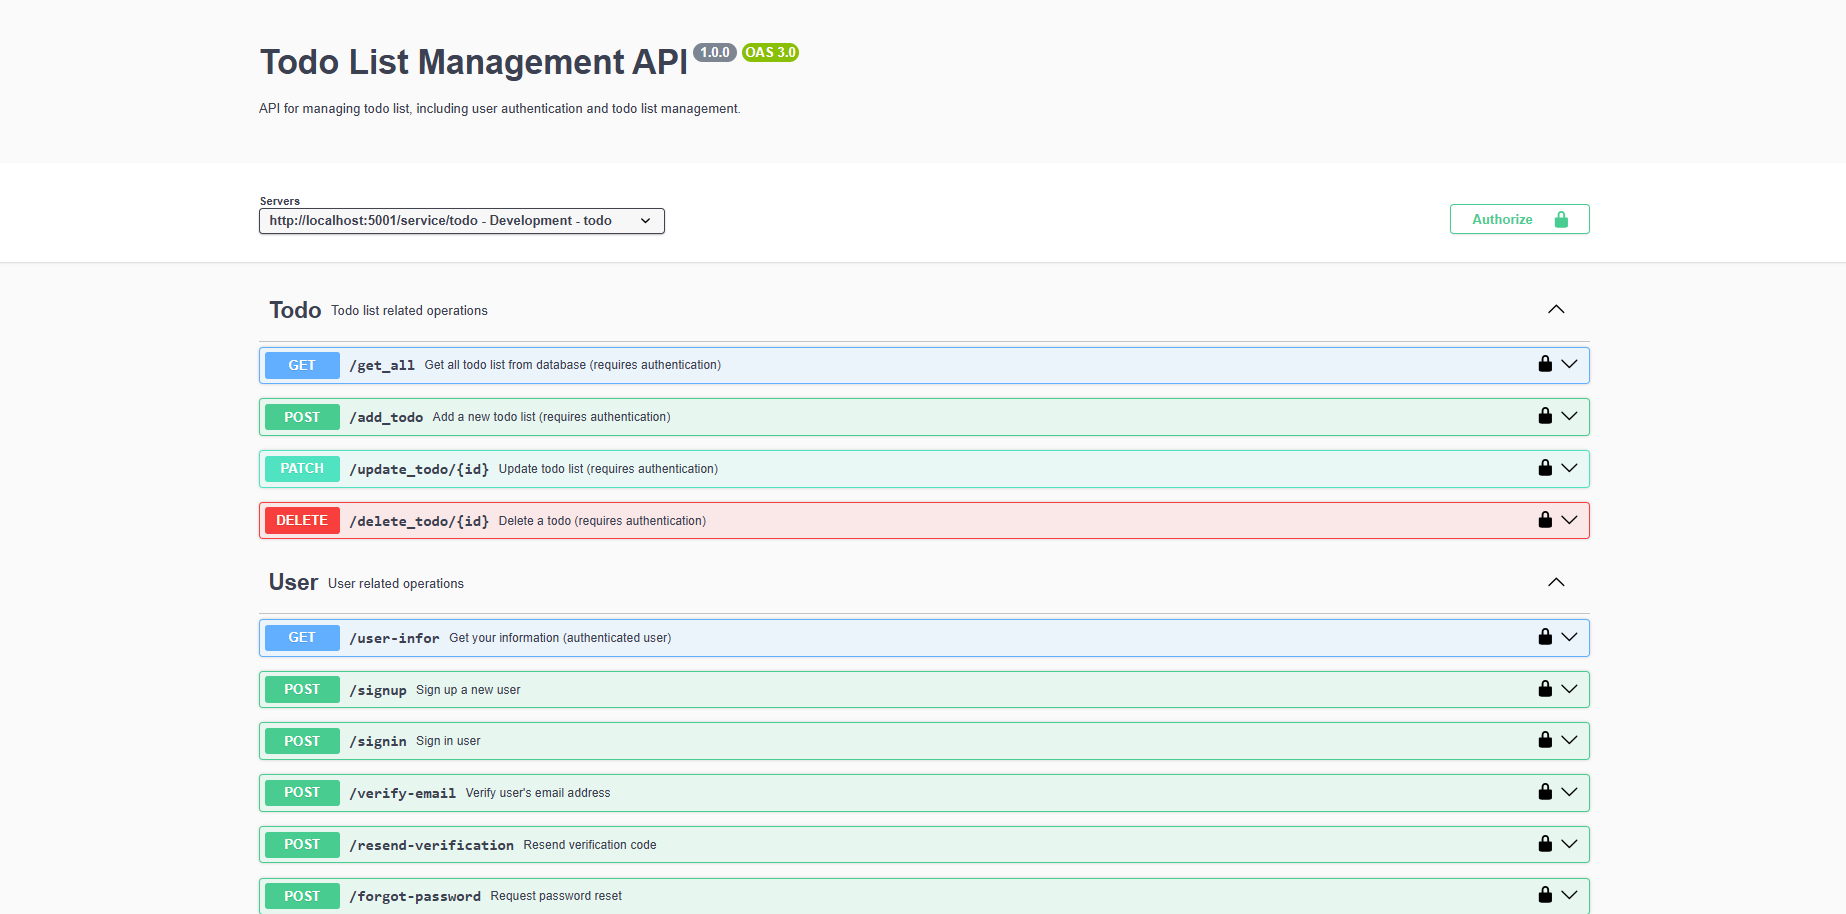 Todo List Management API 1.0.0 OAS 3.0
API for managing todo list, including user authentication and todo list management.
Servers
http://localhost:5001/service/todo - Development - todo
Authorize
Todo Todo list related operations
GET /get_all Get all todo list from database (requires authentication)
POST /add_todo Add a new todo list (requires authentication)
PATCH /update_todo/{id} Update todo list (requires authentication)
DELETE /delete_todo/{id} Delete a todo (requires authentication)
User User related operations
GET /user-infor Get your information (authenticated user)
POST /signup Sign up a new user
POST /signin Sign in user
POST /verify-email Verify user's email address
POST /resend-verification Resend verification code
POST /forgot-password Request password reset